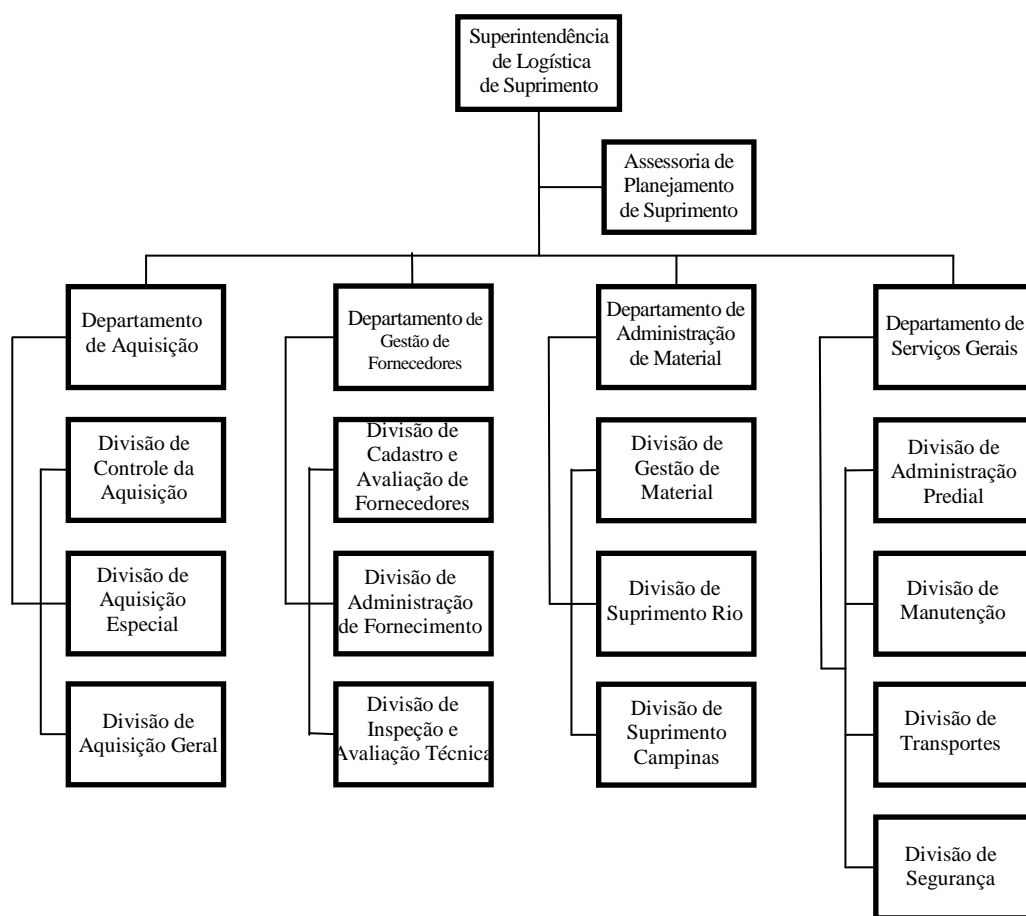 Superintendência
de Logística
de Suprimento
Assessoria de
Planejamento
de Suprimento
Departamento
de Aquisição
Departamento de
Gestão de
Fornecedores
Departamento de
Administração
de Material
Departamento de
Serviços Gerais
Divisão de
Controle da
Aquisição
Divisão de
Cadastro e
Avaliação de
Fornecedores
Divisão de
Gestão de
Material
Divisão de
Administração
Predial
Divisão de
Aquisição
Especial
Divisão de
Administração
de Fornecimento
Divisão de
Suprimento Rio
Divisão de
Manutenção
Divisão de
Aquisição Geral
Divisão de
Inspeção e
Avaliação Técnica
Divisão de
Suprimento
Campinas
Divisão de
Transportes
Divisão de
Segurança